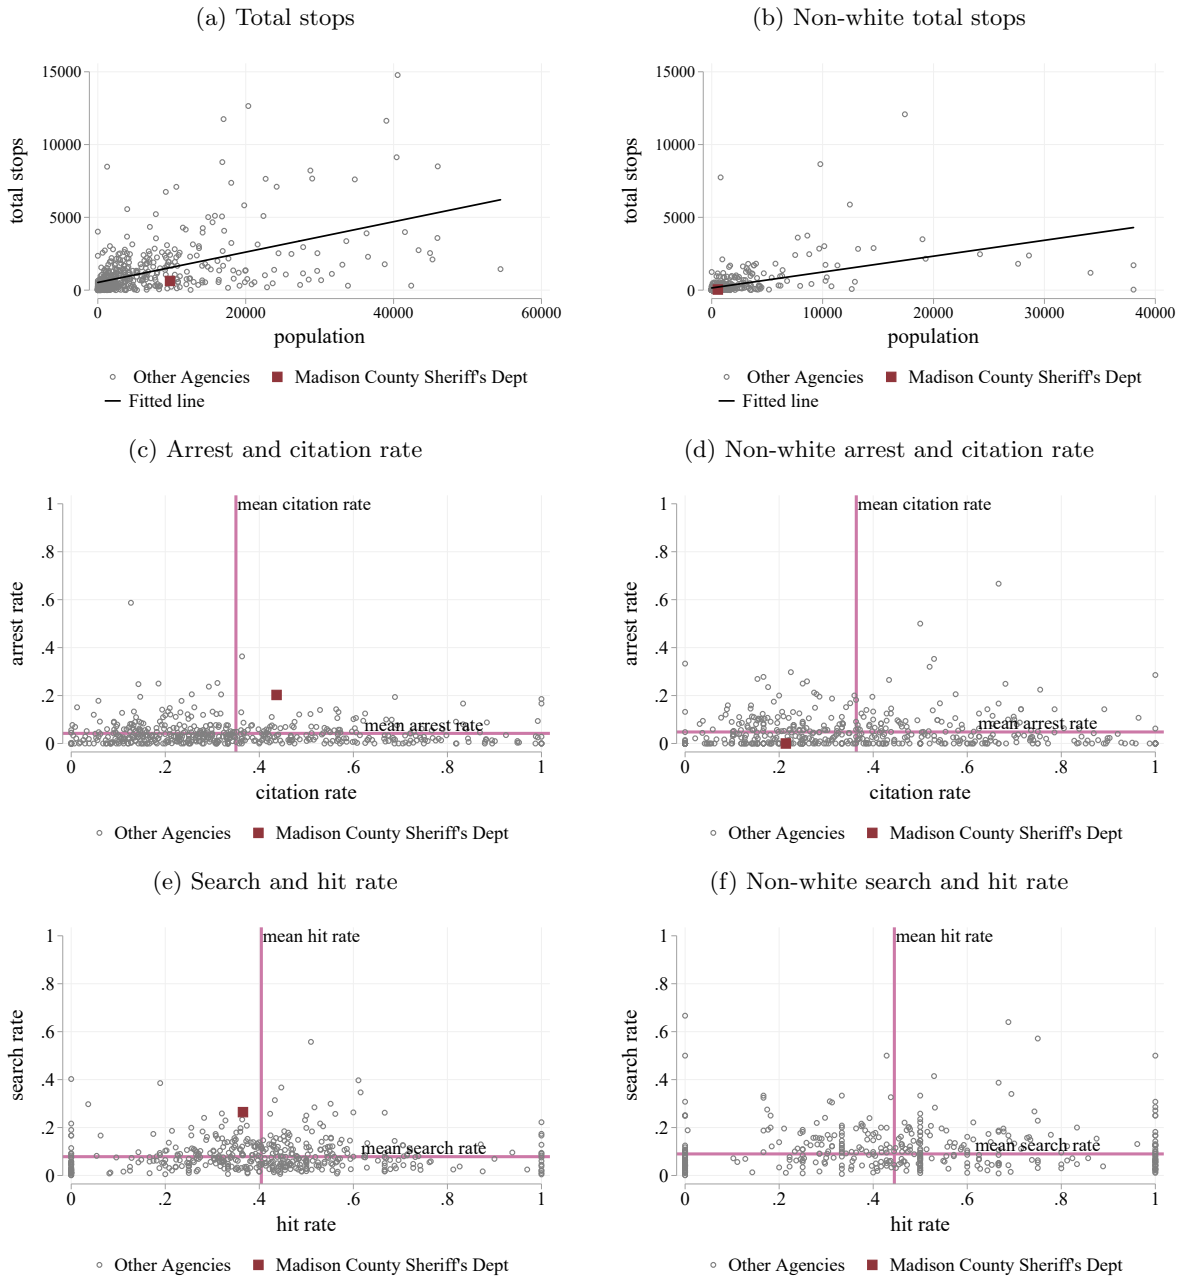 (a) Total stops
(b) Non-white total stops
total stops
15000
10000
5000
0
0 20000 40000 60000
population
Other Agencies Madison County Sheriff's Dept
Fitted line
total stops
15000
10000
5000
0
0 10000 20000 30000 40000
population
Other Agencies Madison County Sheriff's Dept
Fitted line
(c) Arrest and citation rate
(d) Non-white arrest and citation rate
arrest rate
1
.8
.6
.4
.2
0
mean citation rate
mean arrest rate
0 .2 .4 .6 .8 1
citation rate
Other Agencies Madison County Sheriff's Dept
arrest rate
1
.8
.6
.4
.2
0
mean citation rate
mean arrest rate
0 .2 .4 .6 .8 1
citation rate
Other Agencies Madison County Sheriff's Dept
(e) Search and hit rate
(f) Non-white search and hit rate
search rate
1
.8
.6
.4
.2
0
mean hit rate
mean search rate
0 .2 .4 .6 .8 1
hit rate
Other Agencies Madison County Sheriff's Dept
search rate
1
.8
.6
.4
.2
0
mean hit rate
mean search rate
0 .2 .4 .6 .8 1
hit rate
Other Agencies Madison County Sheriff's Dept